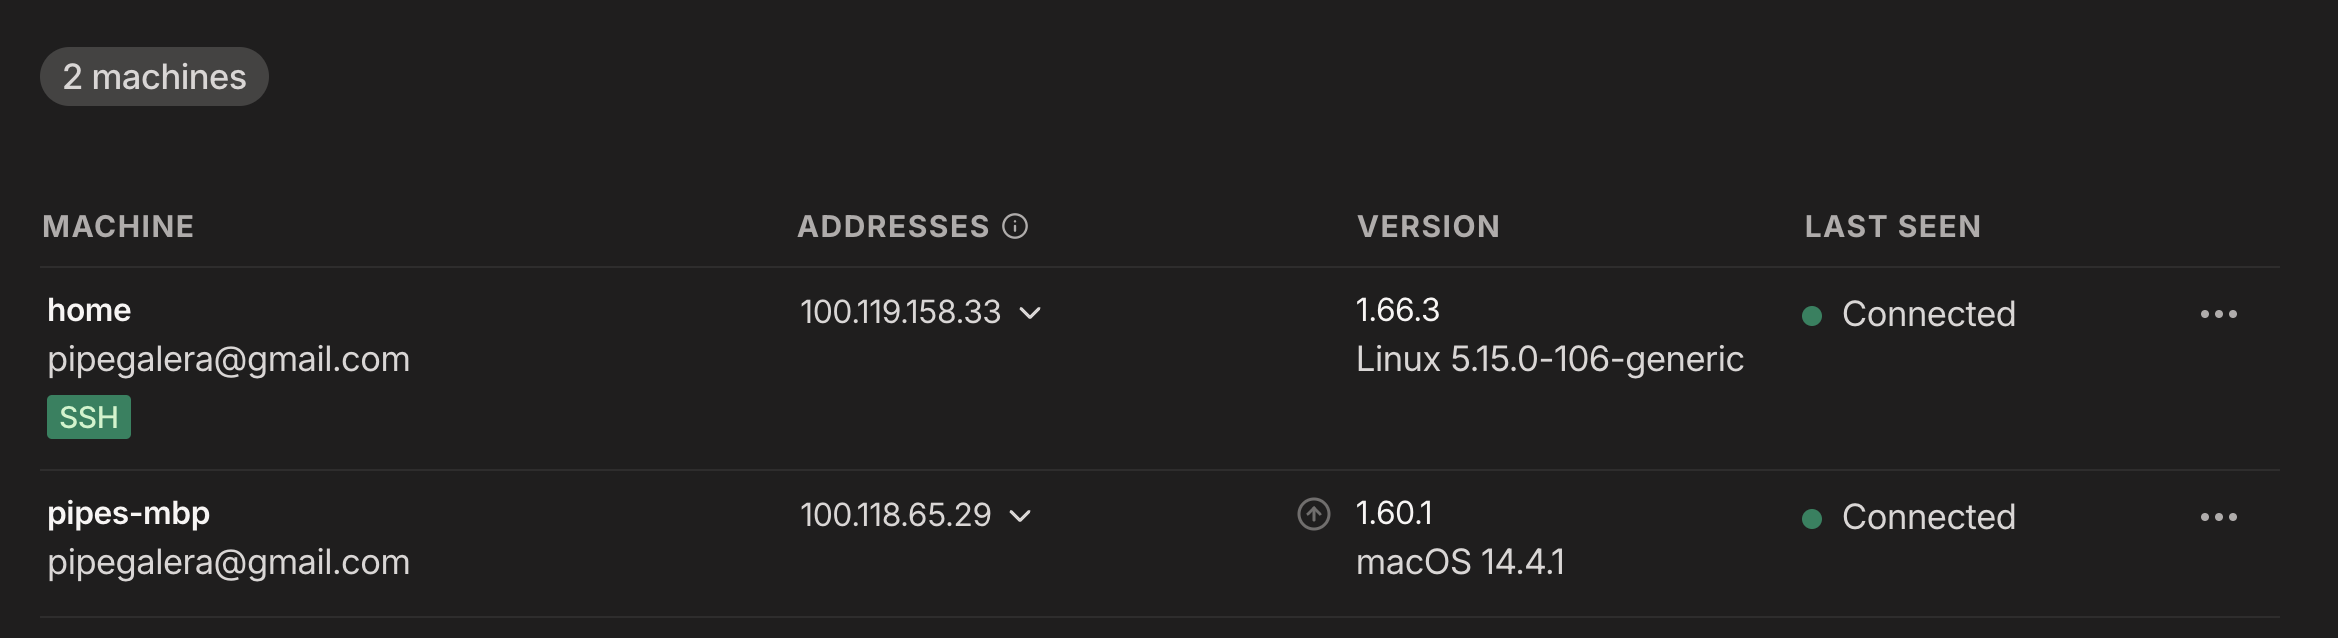 2 machines
MACHINE ADDRESSES VERSION LAST SEEN
home 100.119.158.33 1.66.3 Connected
pipegalera@gmail.com Linux 5.15.0-106-generic
SSH
pipes-mbp 100.118.65.29 1.60.1 Connected
pipegalera@gmail.com macOS 14.4.1